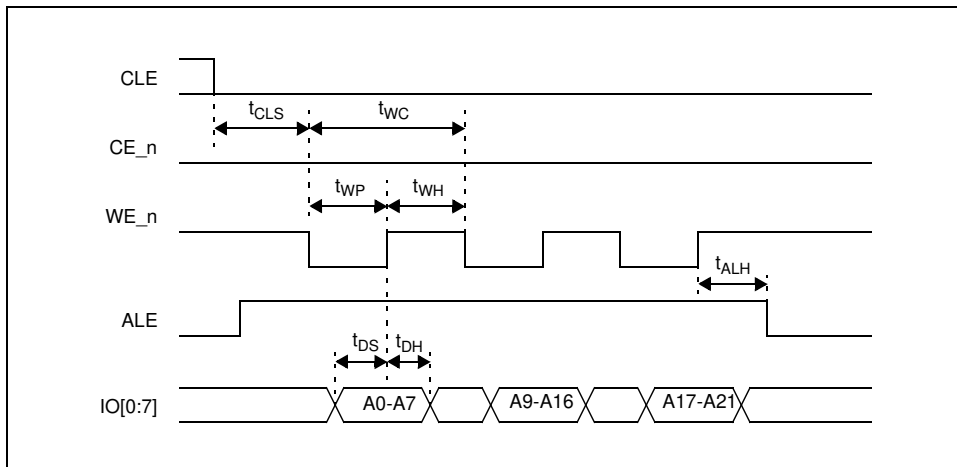 CLE
tCLS
tWC
CE_n
tWP
tWH
WE_n
tALH
ALE
tDS
tDH
IO[0:7]
A0-A7
A9-A16
A17-A21